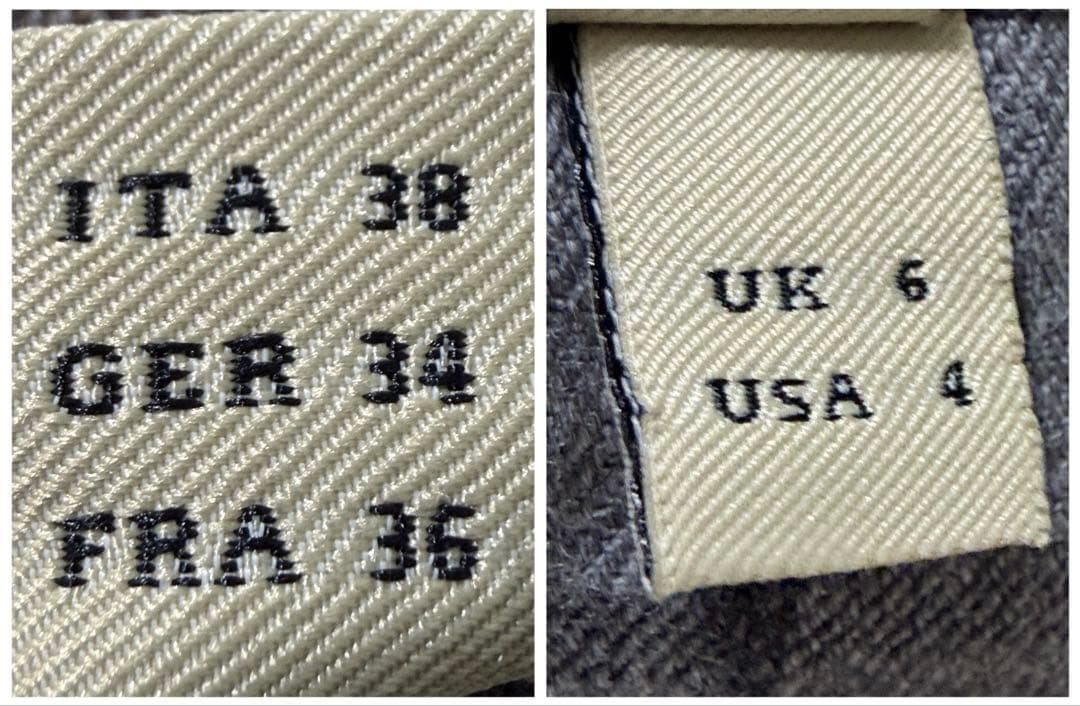 ITA 38
GER 34
FRA 36
UK 6
USA 4